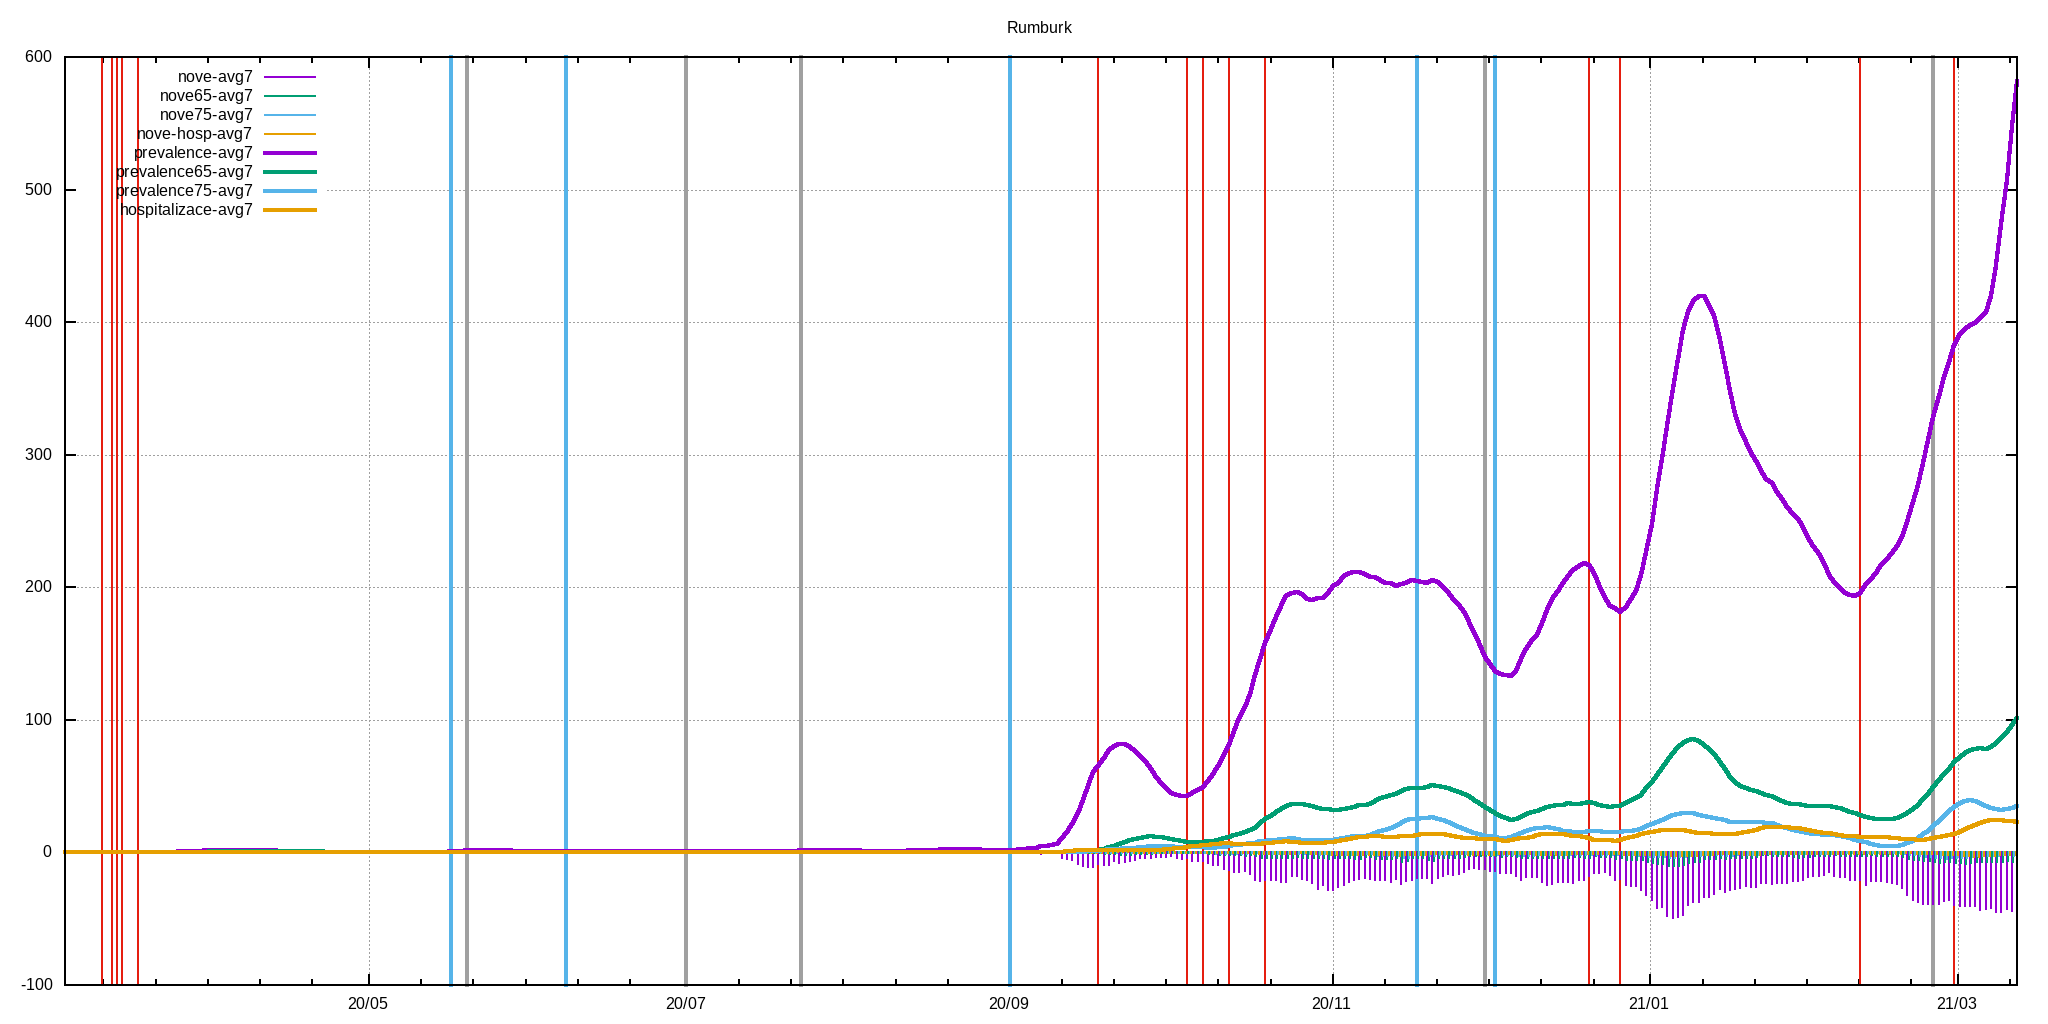 Rumburk
nove-avg7
nove65-avg7
nove75-avg7
nove-hosp-avg7
prevalence-avg7
prevalence65-avg7
prevalence75-avg7
hospitalizace-avg7
600
500
400
300
200
100
0
-100
20/05 20/07 20/09 20/11 21/01 21/03